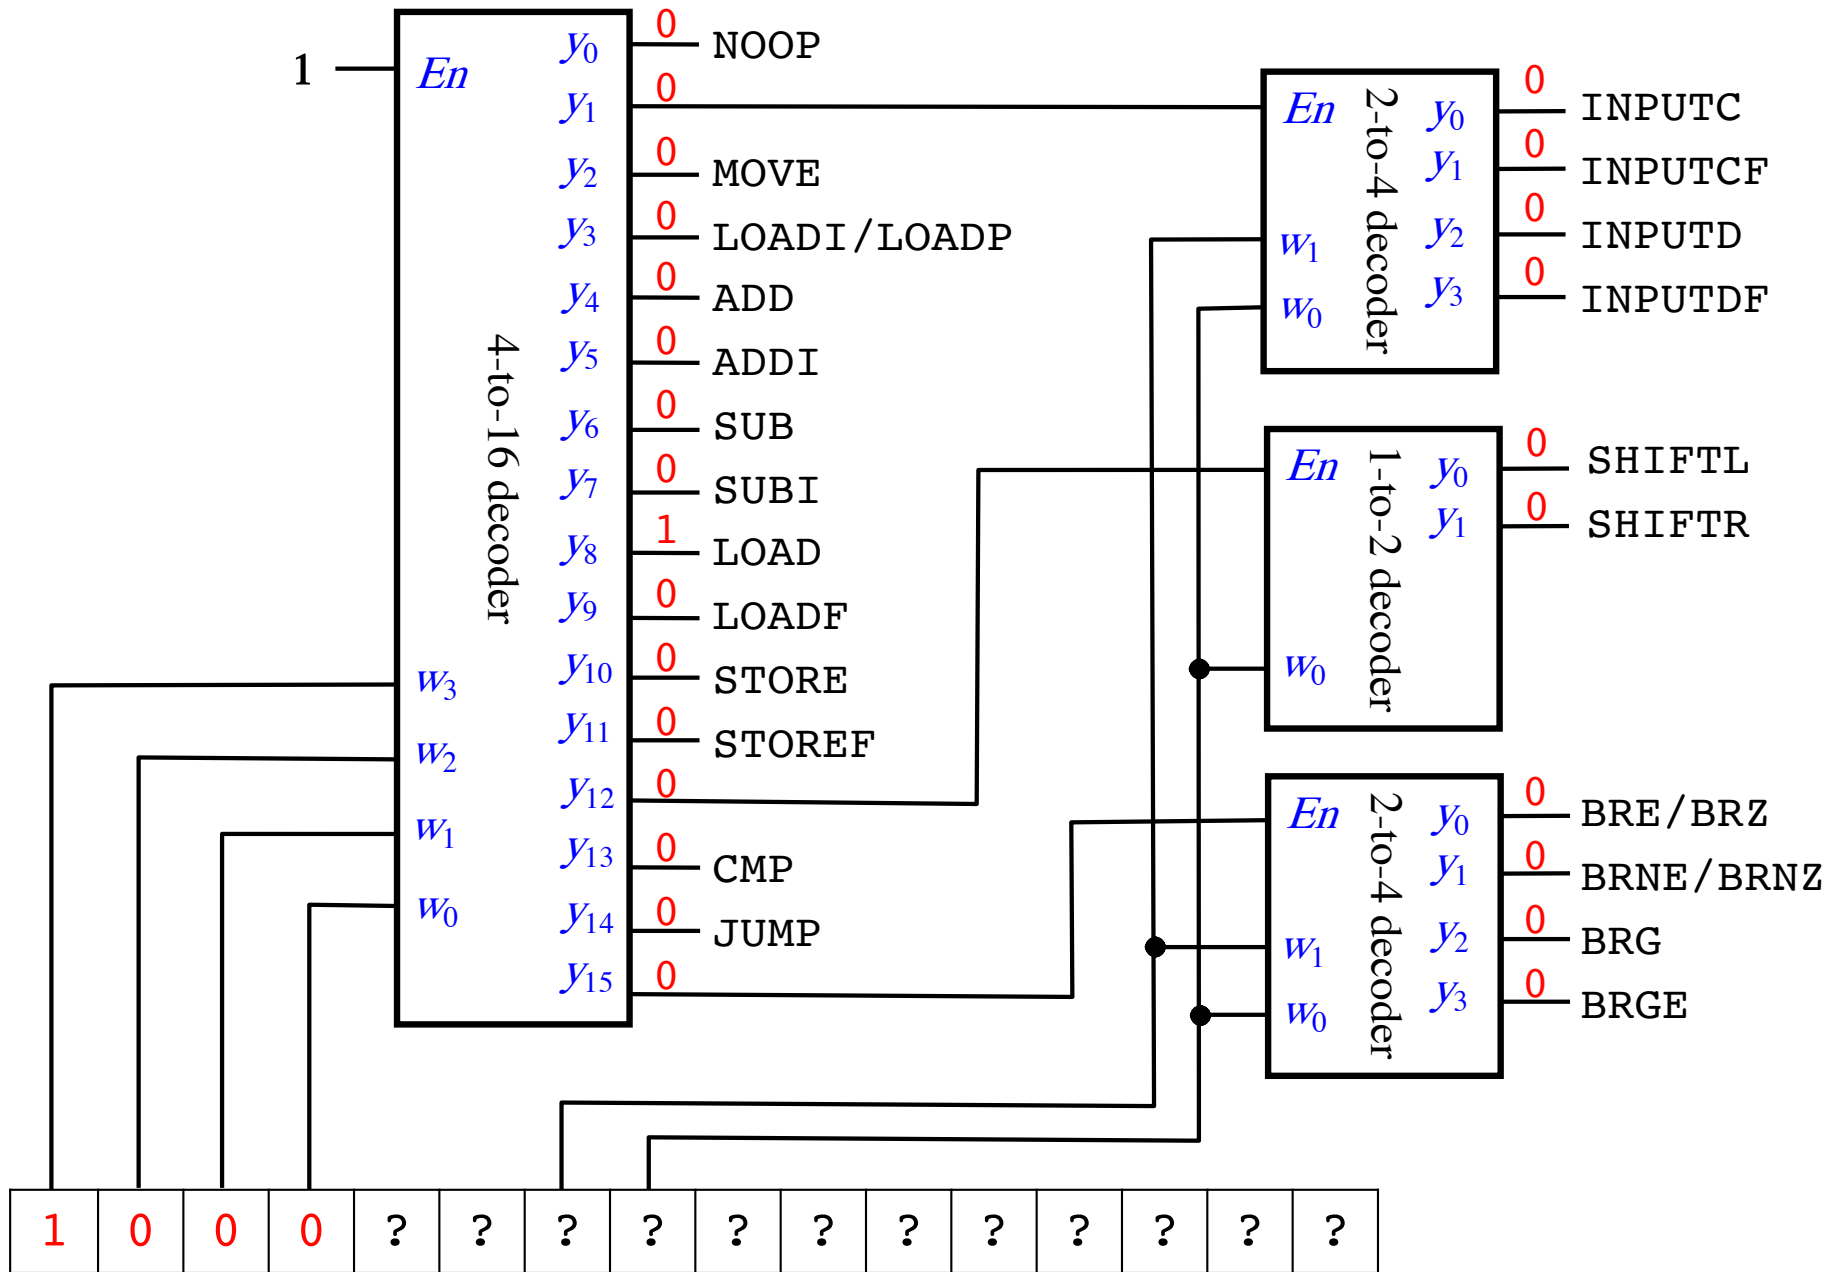 1
En
y0 0 NOOP
y1 0
y2 0 MOVE
y3 0 LOADI/LOADP
y4 0 ADD
y5 0 ADDI
y6 0 SUB
y7 0 SUBI
y8 1 LOAD
y9 0 LOADF
y10 0 STORE
y11 0 STOREF
y12 0
y13 0 CMP
y14 0 JUMP
y15 0
4-to-16 decoder
w3
w2
w1
w0
En
w1
w0
2-to-4 decoder
y0 0 INPUTC
y1 0 INPUTCF
y2 0 INPUTD
y3 0 INPUTDF
En
w0
1-to-2 decoder
y0 0 SHIFTL
y1 0 SHIFTR
En
w1
w0
2-to-4 decoder
y0 0 BRE/BRZ
y1 0 BRNE/BRNZ
y2 0 BRG
y3 0 BRGE
1 0 0 0 ? ? ? ? ? ? ? ? ? ? ? ?